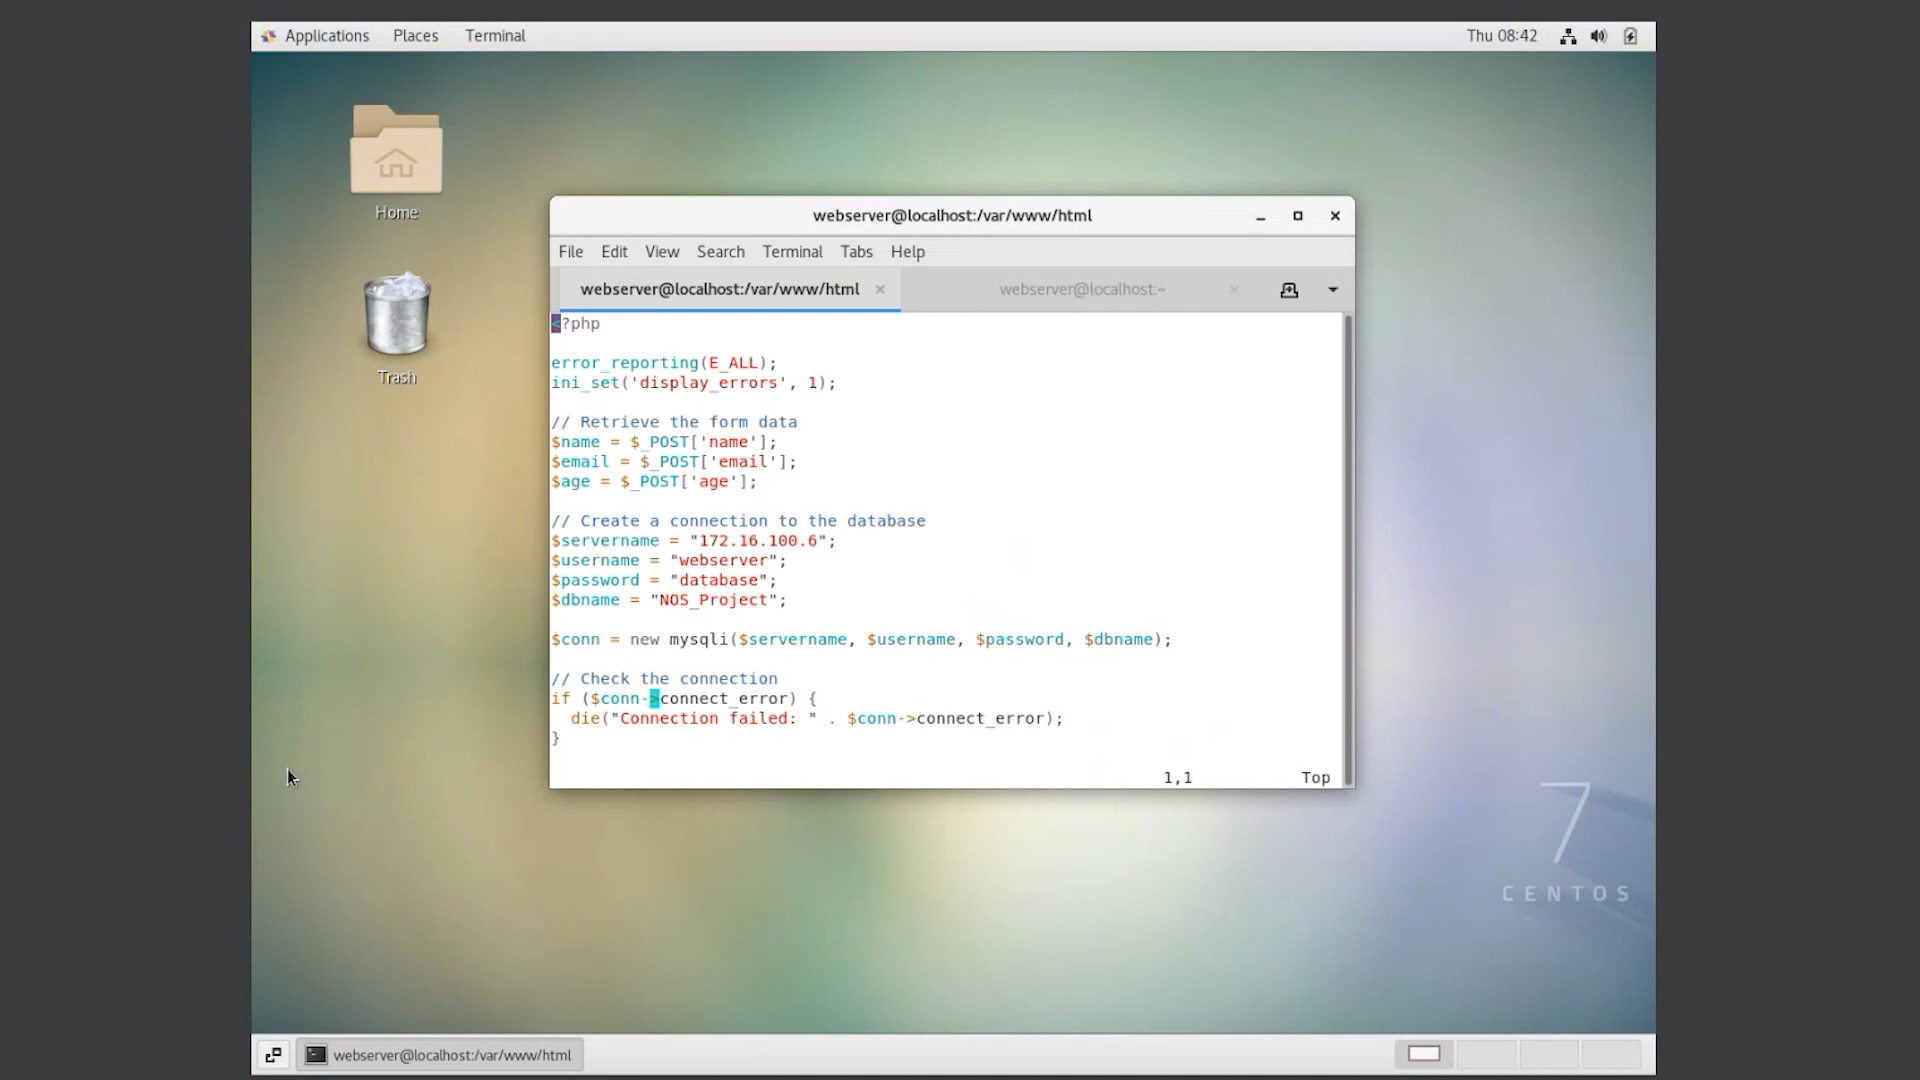 Applications Places Terminal Thu 08:42
Home
Trash
webserver@localhost:/var/www/html
File Edit View Search Terminal Tabs Help
webserver@localhost:/var/www/html webserver@localhost:~
<?php
error_reporting(E_ALL);
ini_set('display_errors', 1);
// Retrieve the form data
$name = $_POST['name'];
$email = $_POST['email'];
$age = $_POST['age'];
// Create a connection to the database
$servername = "172.16.100.6";
$username = "webserver";
$password = "database";
$dbname = "NOS_Project";
$conn = new mysqli($servername, $username, $password, $dbname);
// Check the connection
if ($conn->connect_error) {
  die("Connection failed: " . $conn->connect_error);
}
1,1 Top
7
CENTOS
webserver@localhost:/var/www/html